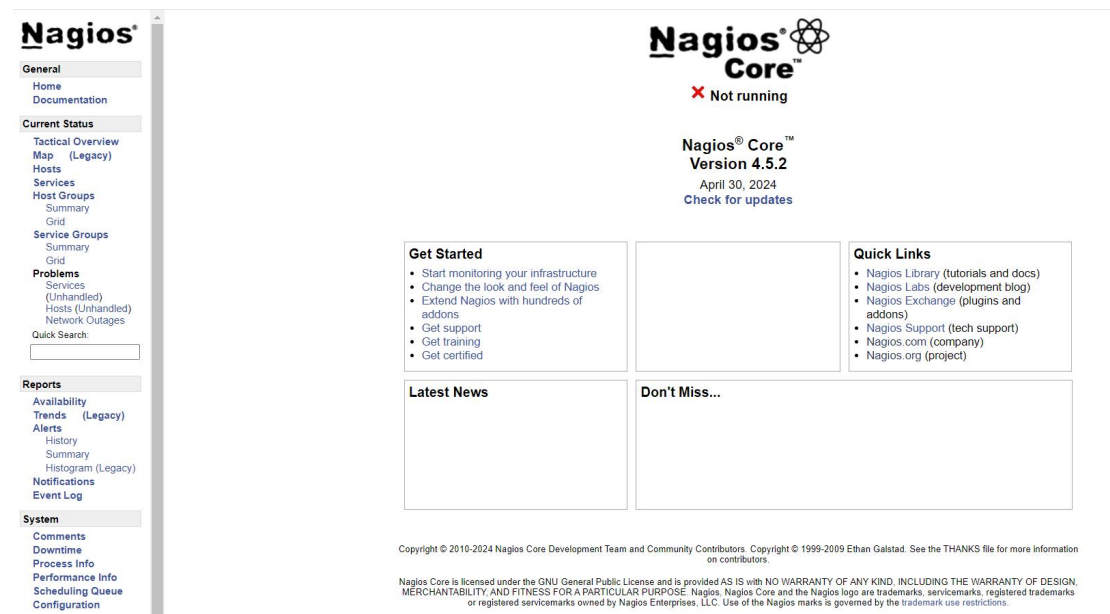 Nagios®
General
Home
Documentation
Current Status
Tactical Overview
Map (Legacy)
Hosts
Services
Host Groups
Summary
Grid
Service Groups
Summary
Grid
Problems
Services
(Unhandled)
Hosts (Unhandled)
Network Outages
Quick Search:
Reports
Availability
Trends (Legacy)
Alerts
History
Summary
Histogram (Legacy)
Notifications
Event Log
System
Comments
Downtime
Process Info
Performance Info
Scheduling Queue
Configuration
Nagios®
Core™
Not running
Nagios® Core™
Version 4.5.2
April 30, 2024
Check for updates
Get Started
• Start monitoring your infrastructure
• Change the look and feel of Nagios
• Extend Nagios with hundreds of
addons
• Get support
• Get training
• Get certified
Quick Links
• Nagios Library (tutorials and docs)
• Nagios Labs (development blog)
• Nagios Exchange (plugins and
addons)
• Nagios Support (tech support)
• Nagios.com (company)
• Nagios.org (project)
Latest News
Don't Miss...
Copyright © 2010-2024 Nagios Core Development Team and Community Contributors. Copyright © 1999-2009 Ethan Galstad. See the THANKS file for more information
on contributors.
Nagios Core is licensed under the GNU General Public License and is provided AS IS with NO WARRANTY OF ANY KIND, INCLUDING THE WARRANTY OF DESIGN,
MERCHANTABILITY, AND FITNESS FOR A PARTICULAR PURPOSE. Nagios, Nagios Core and the Nagios logo are trademarks, servicemarks, registered trademarks
or registered servicemarks owned by Nagios Enterprises, LLC. Use of the Nagios marks is governed by the trademark use restrictions.